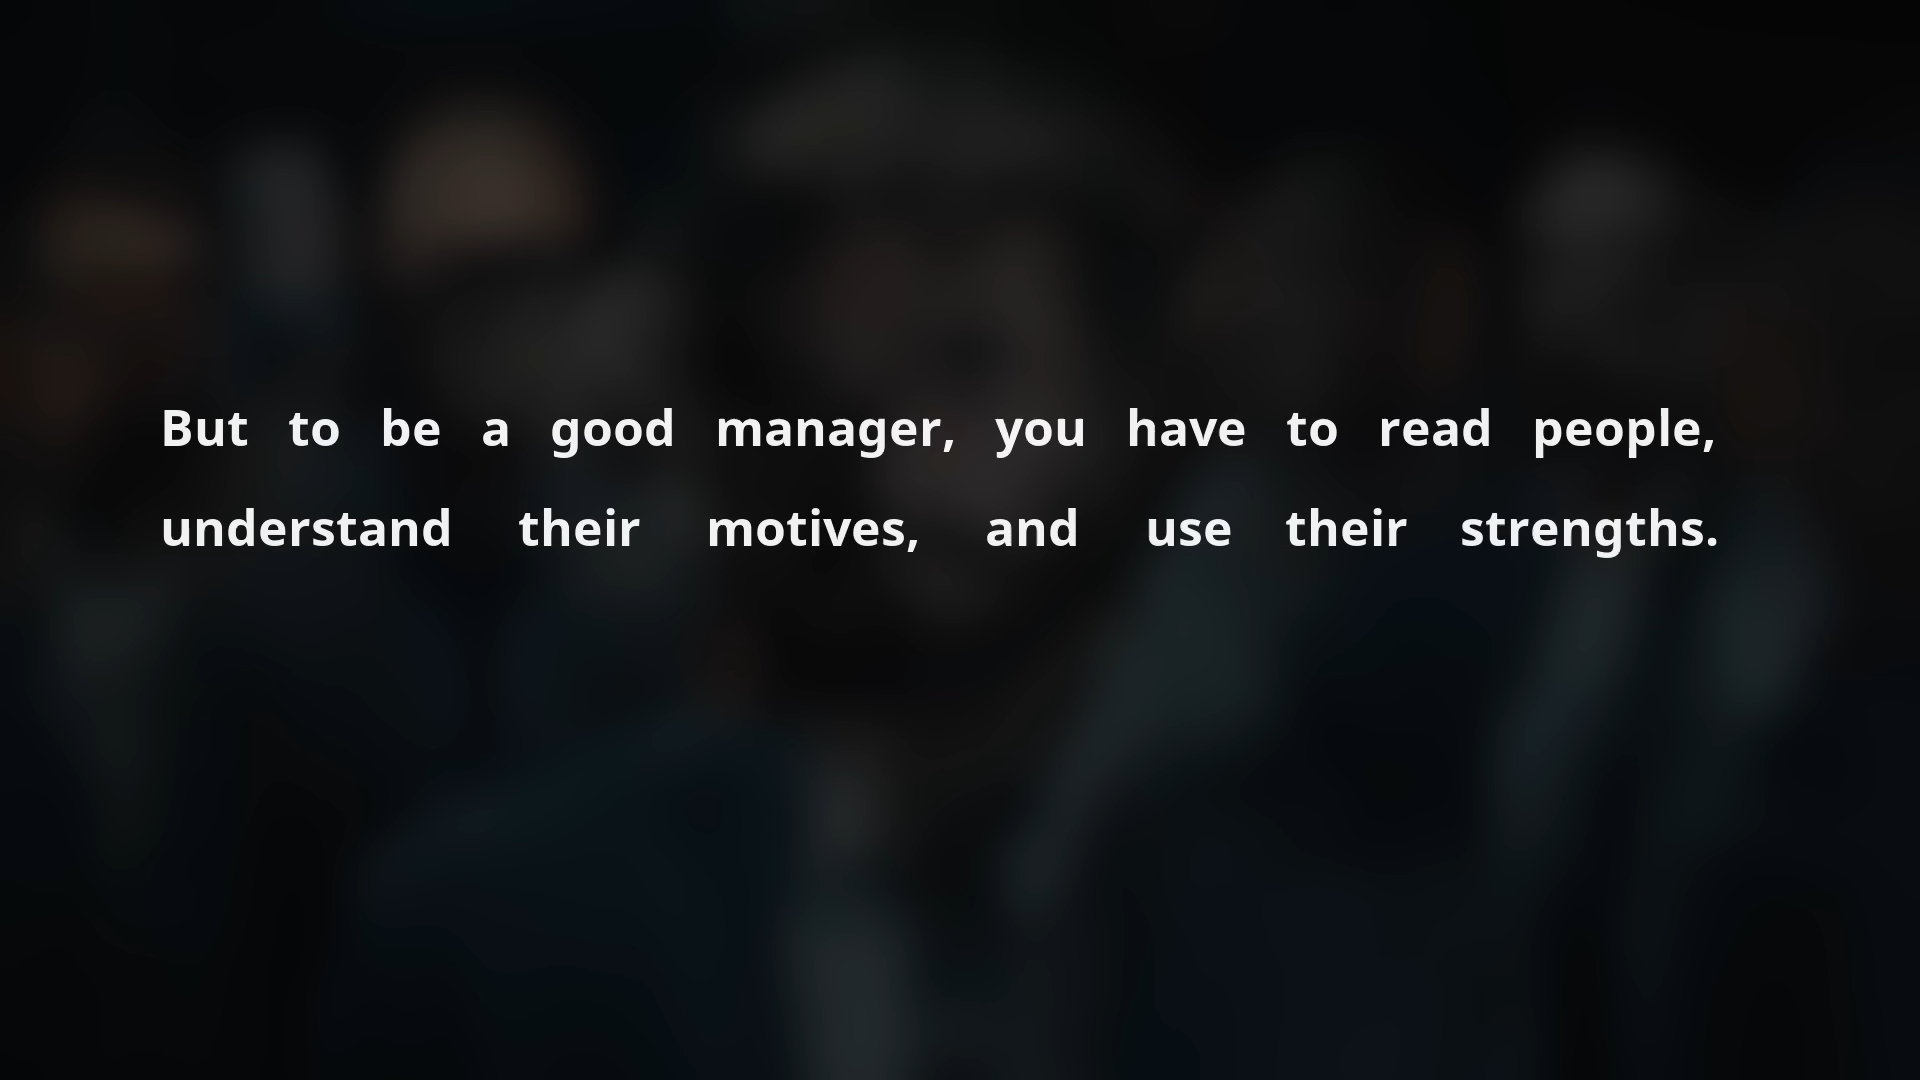 But to be a good manager, you have to read people,
understand their motives, and use their strengths.